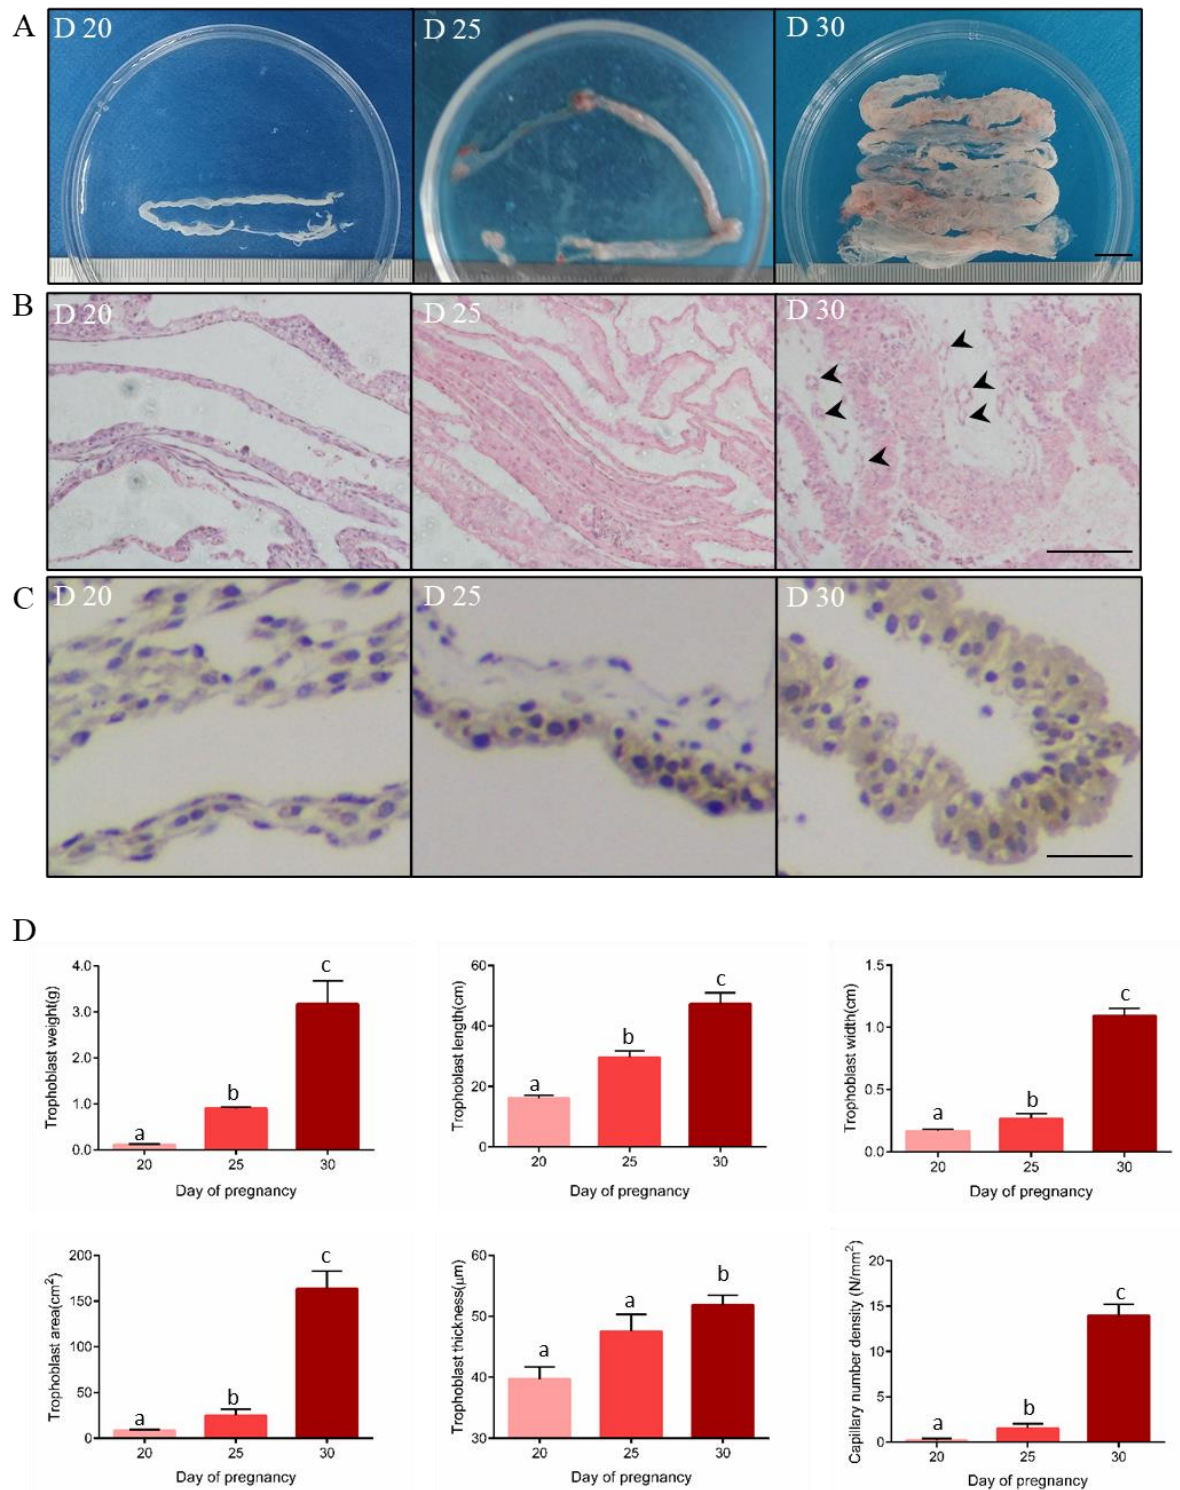 A
D 20
D 25
D 30
B
D 20
D 25
D 30
C
D 20
D 25
D 30
D
Trophoblast weight(g)
4.0
3.0
2.0
1.0
0.0
a
b
c
20 25 30
Day of pregnancy
Trophoblast length(cm)
60
40
20
0
a
b
c
20 25 30
Day of pregnancy
Trophoblast width(cm)
1.5
1.0
0.5
0.0
a
b
c
20 25 30
Day of pregnancy
Trophoblast area(cm²)
200
150
100
50
0
a
b
c
20 25 30
Day of pregnancy
Trophoblast thickness(μm)
60
50
40
30
a
a
b
20 25 30
Day of pregnancy
Capillary number density (N/mm²)
20
15
10
5
0
a
b
c
20 25 30
Day of pregnancy